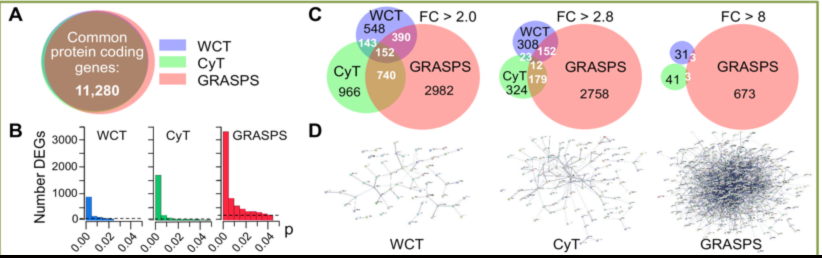 A
Common
protein coding
genes:
11,280
WCT
CyT
GRASPS
B
Number DEGs
3000
2000
1000
0
WCT
CyT
GRASPS
0.00
0.02
0.04
0.00
0.02
0.04
0.00
0.02
0.04
p
C
FC > 2.0
WCT
548
143
390
152
CyT
966
740
GRASPS
2982
FC > 2.8
WCT
308
23
152
12
CyT
324
179
GRASPS
2758
FC > 8
31
3
41
3
GRASPS
673
D
WCT
CyT
GRASPS